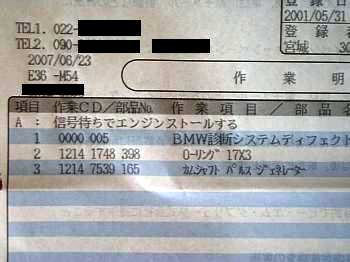 登録日
2001/05/31
登録番
宮城 30
TEL1. 022-
TEL2. 090-
2007/06/23
E36 -M54
作業明
項目 作業CD／部品No. 作業項目／部品名
A : 信号待ちでエンジンストールする
1 0000 005 BMW診断システムディフェクト
2 1214 1748 398 O-リング 17X3
3 1214 7539 165 カムシャフト パルス ジェネレーター